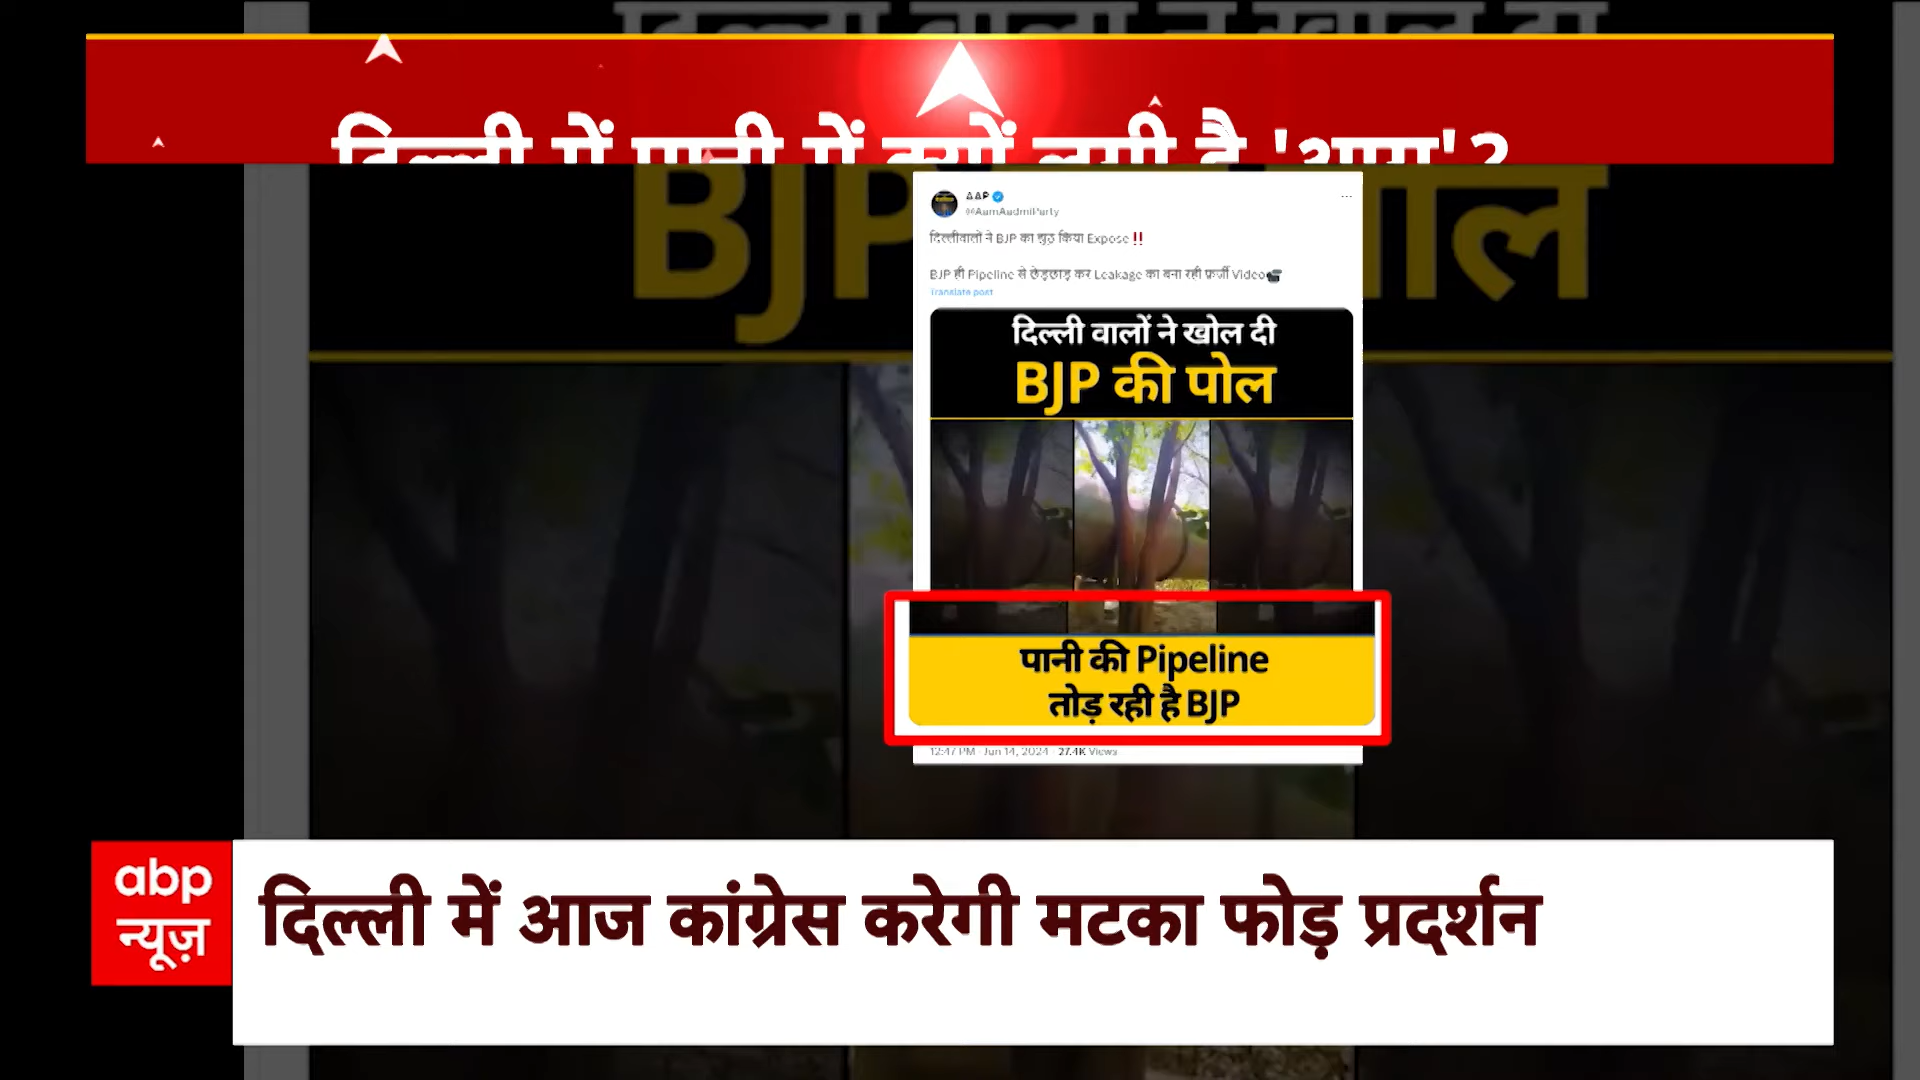 दिल्ली में पानी में क्यों लगी है 'आग'?
AAP
@AamAadmiParty
दिल्लीवालों ने BJP का झूठ किया Expose ‼️
BJP ही Pipeline से छेड़छाड़ कर Leakage का बना रही फ़र्ज़ी Video
Translate post
दिल्ली वालों ने खोल दी
BJP की पोल
पानी की Pipeline
तोड़ रही है BJP
12:47 PM · Jun 14, 2024 · 27.4K Views
abp
न्यूज़
दिल्ली में आज कांग्रेस करेगी मटका फोड़ प्रदर्शन